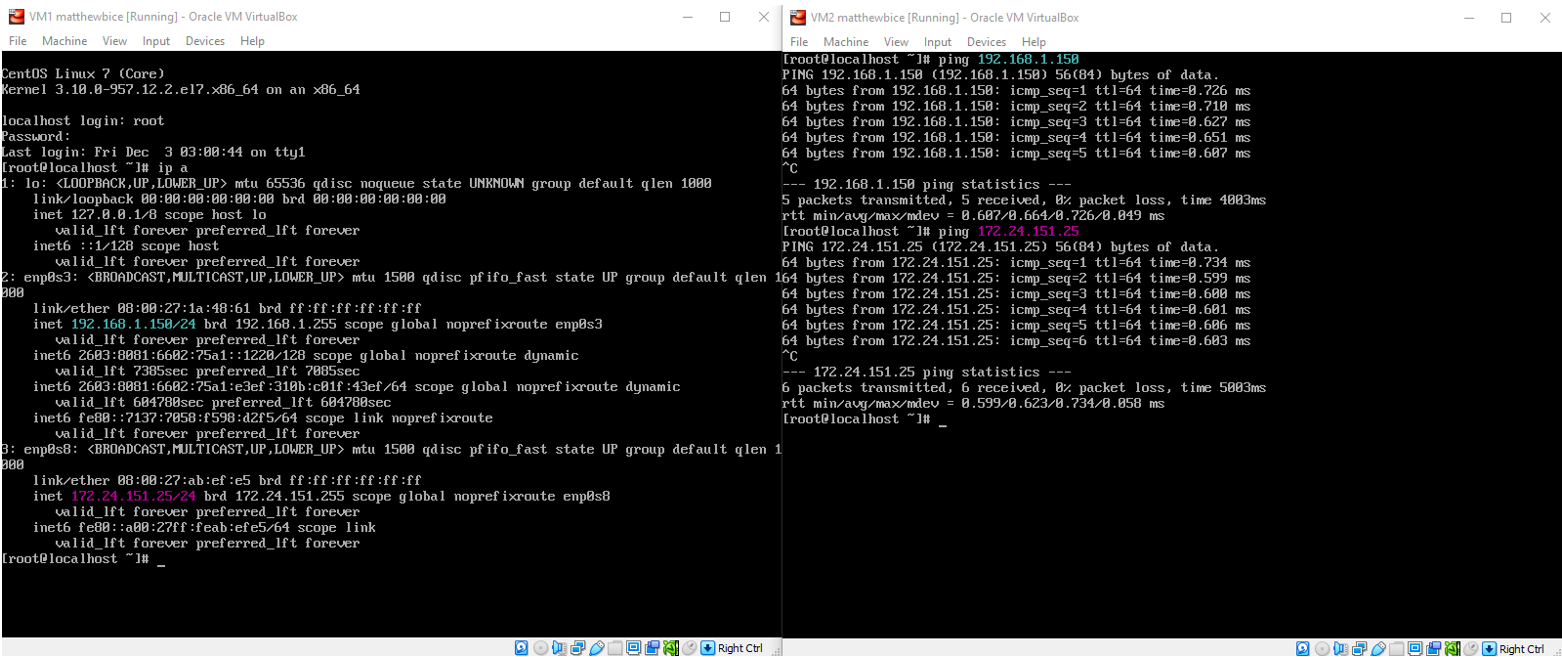 VM1 matthewbice [Running] - Oracle VM VirtualBox
File Machine View Input Devices Help
CentOS Linux 7 (Core)
Kernel 3.10.0-957.12.2.el7.x86_64 on an x86_64
localhost login: root
Password:
Last login: Fri Dec  3 03:00:44 on tty1
[root@localhost ~]# ip a
1: lo: <LOOPBACK,UP,LOWER_UP> mtu 65536 qdisc noqueue state UNKNOWN group default qlen 1000
    link/loopback 00:00:00:00:00:00 brd 00:00:00:00:00:00
    inet 127.0.0.1/8 scope host lo
       valid_lft forever preferred_lft forever
    inet6 ::1/128 scope host
       valid_lft forever preferred_lft forever
2: enp0s3: <BROADCAST,MULTICAST,UP,LOWER_UP> mtu 1500 qdisc pfifo_fast state UP group default qlen 1
000
    link/ether 08:00:27:1a:48:61 brd ff:ff:ff:ff:ff:ff
    inet 192.168.1.150/24 brd 192.168.1.255 scope global noprefixroute enp0s3
       valid_lft forever preferred_lft forever
    inet6 2603:8081:6602:75a1::1220/128 scope global noprefixroute dynamic
       valid_lft 7385sec preferred_lft 7085sec
    inet6 2603:8081:6602:75a1:e3ef:310b:c01f:43ef/64 scope global noprefixroute dynamic
       valid_lft 604780sec preferred_lft 604780sec
    inet6 fe80::7137:7058:f598:d2f5/64 scope link noprefixroute
       valid_lft forever preferred_lft forever
3: enp0s8: <BROADCAST,MULTICAST,UP,LOWER_UP> mtu 1500 qdisc pfifo_fast state UP group default qlen 1
000
    link/ether 08:00:27:ab:ef:e5 brd ff:ff:ff:ff:ff:ff
    inet 172.24.151.25/24 brd 172.24.151.255 scope global noprefixroute enp0s8
       valid_lft forever preferred_lft forever
    inet6 fe80::a00:27ff:feab:efe5/64 scope link
       valid_lft forever preferred_lft forever
[root@localhost ~]# _
Right Ctrl
VM2 matthewbice [Running] - Oracle VM VirtualBox
File Machine View Input Devices Help
[root@localhost ~]# ping 192.168.1.150
PING 192.168.1.150 (192.168.1.150) 56(84) bytes of data.
64 bytes from 192.168.1.150: icmp_seq=1 ttl=64 time=0.726 ms
64 bytes from 192.168.1.150: icmp_seq=2 ttl=64 time=0.710 ms
64 bytes from 192.168.1.150: icmp_seq=3 ttl=64 time=0.627 ms
64 bytes from 192.168.1.150: icmp_seq=4 ttl=64 time=0.651 ms
64 bytes from 192.168.1.150: icmp_seq=5 ttl=64 time=0.607 ms
^C
--- 192.168.1.150 ping statistics ---
5 packets transmitted, 5 received, 0% packet loss, time 4003ms
rtt min/avg/max/mdev = 0.607/0.664/0.726/0.049 ms
[root@localhost ~]# ping 172.24.151.25
PING 172.24.151.25 (172.24.151.25) 56(84) bytes of data.
64 bytes from 172.24.151.25: icmp_seq=1 ttl=64 time=0.734 ms
64 bytes from 172.24.151.25: icmp_seq=2 ttl=64 time=0.599 ms
64 bytes from 172.24.151.25: icmp_seq=3 ttl=64 time=0.600 ms
64 bytes from 172.24.151.25: icmp_seq=4 ttl=64 time=0.601 ms
64 bytes from 172.24.151.25: icmp_seq=5 ttl=64 time=0.606 ms
64 bytes from 172.24.151.25: icmp_seq=6 ttl=64 time=0.603 ms
^C
--- 172.24.151.25 ping statistics ---
6 packets transmitted, 6 received, 0% packet loss, time 5003ms
rtt min/avg/max/mdev = 0.599/0.623/0.734/0.058 ms
[root@localhost ~]# _
Right Ctrl